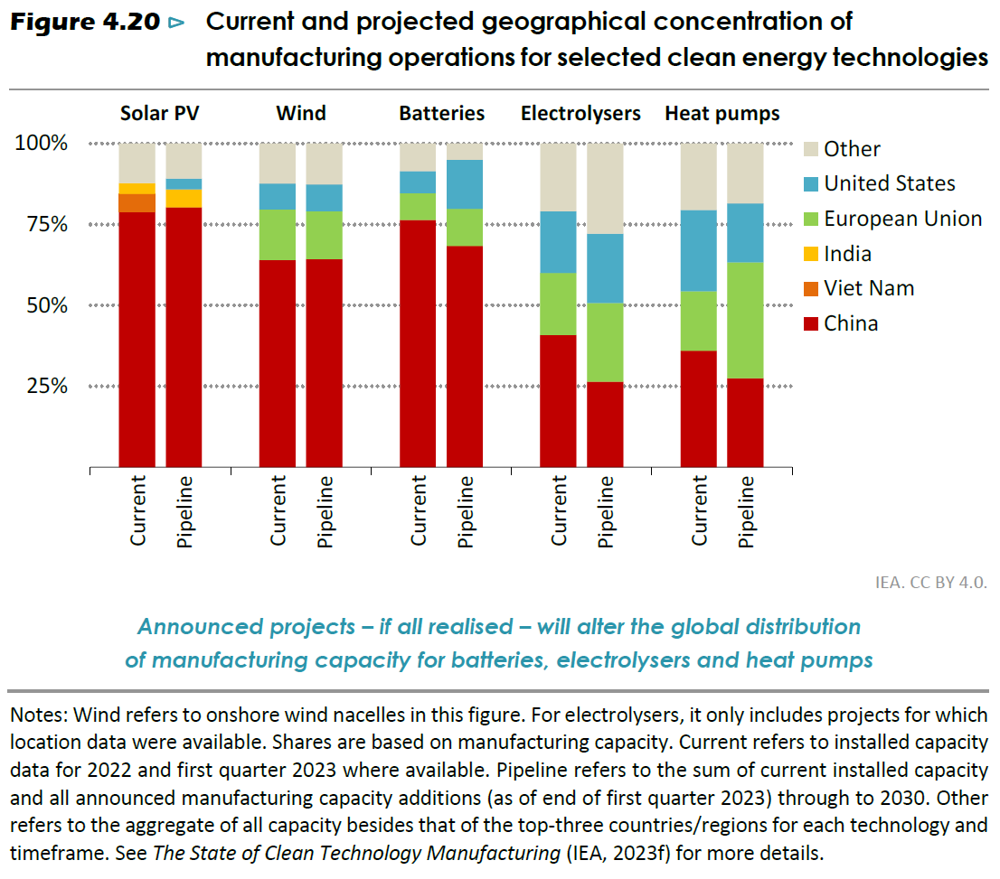 Figure 4.20 ▻ Current and projected geographical concentration of
manufacturing operations for selected clean energy technologies
Solar PV Wind Batteries Electrolysers Heat pumps
100%
75%
50%
25%
Other
United States
European Union
India
Viet Nam
China
Current Pipeline Current Pipeline Current Pipeline Current Pipeline Current Pipeline
IEA. CC BY 4.0.
Announced projects – if all realised – will alter the global distribution
of manufacturing capacity for batteries, electrolysers and heat pumps
Notes: Wind refers to onshore wind nacelles in this figure. For electrolysers, it only includes projects for which
location data were available. Shares are based on manufacturing capacity. Current refers to installed capacity
data for 2022 and first quarter 2023 where available. Pipeline refers to the sum of current installed capacity
and all announced manufacturing capacity additions (as of end of first quarter 2023) through to 2030. Other
refers to the aggregate of all capacity besides that of the top-three countries/regions for each technology and
timeframe. See The State of Clean Technology Manufacturing (IEA, 2023f) for more details.